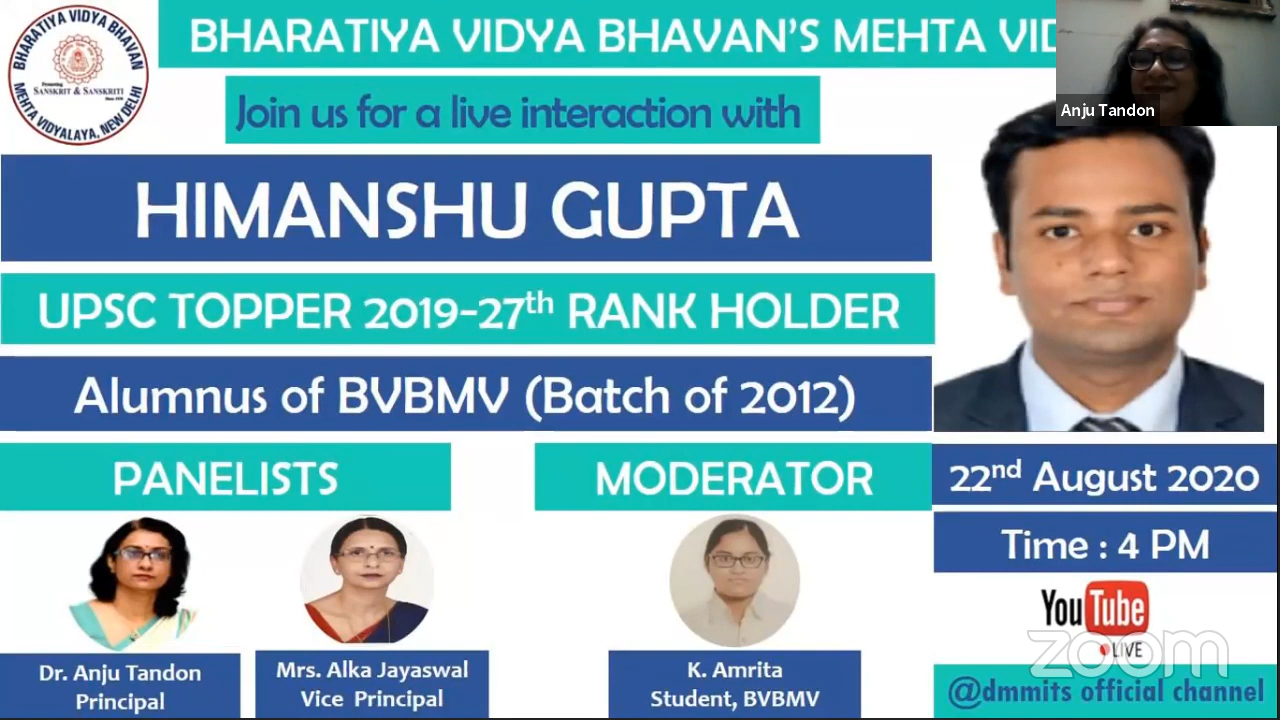 BHARATIYA VIDYA BHAVAN
Promoting
SANSKRIT & SANSKRITI
MEHTA VIDYALAYA, NEW DELHI
BHARATIYA VIDYA BHAVAN'S MEHTA VID
Anju Tandon
Join us for a live interaction with
HIMANSHU GUPTA
UPSC TOPPER 2019-27th RANK HOLDER
Alumnus of BVBMV (Batch of 2012)
PANELISTS
MODERATOR
22nd August 2020
Time : 4 PM
YouTube
LIVE
zoom
Dr. Anju Tandon
Principal
Mrs. Alka Jayaswal
Vice Principal
K. Amrita
Student, BVBMV
@dmmits official channel